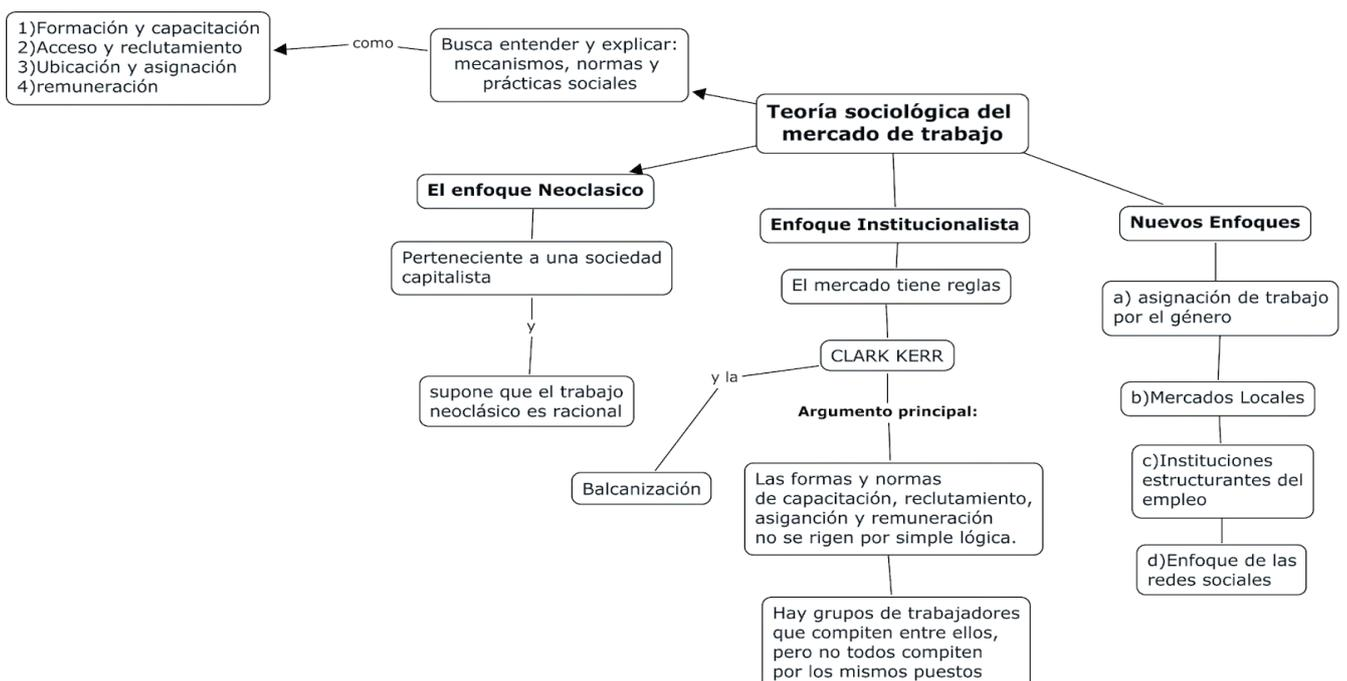 1)Formación y capacitación
2)Acceso y reclutamiento
3)Ubicación y asignación
4)remuneración
como
Busca entender y explicar:
mecanismos, normas y
prácticas sociales
Teoría sociológica del
mercado de trabajo
El enfoque Neoclasico
Perteneciente a una sociedad
capitalista
y
supone que el trabajo
neoclásico es racional
Enfoque Institucionalista
El mercado tiene reglas
CLARK KERR
y la
Balcanización
Argumento principal:
Las formas y normas
de capacitación, reclutamiento,
asigancińn y remuneración
no se rigen por simple lógica.
Hay grupos de trabajadores
que compiten entre ellos,
pero no todos compiten
por los mismos puestos
Nuevos Enfoques
a) asignación de trabajo
por el género
b)Mercados Locales
c)Instituciones
estructurantes del
empleo
d)Enfoque de las
redes sociales